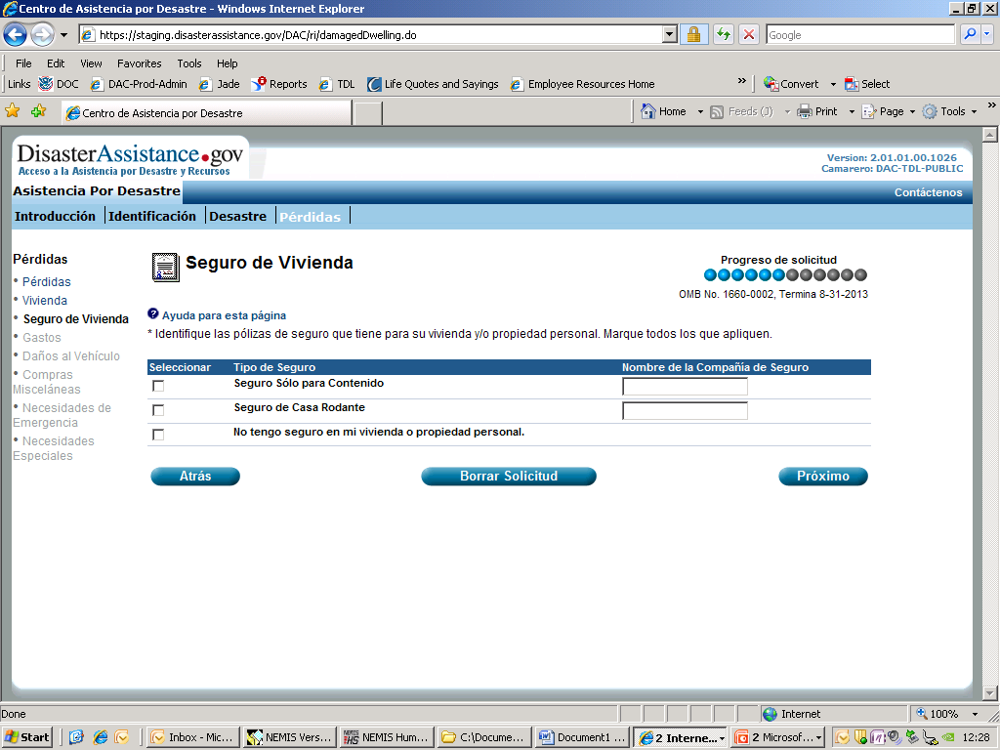 Centro de Asistencia por Desastre - Windows Internet Explorer
https://staging.disasterassistance.gov/DAC/ri/damagedDwelling.do
Google
File Edit View Favorites Tools Help
Links DOC DAC-Prod-Admin Jade Reports TDL Life Quotes and Sayings Employee Resources Home » Convert Select
Centro de Asistencia por Desastre
Home Feeds (J) Print Page Tools »
DisasterAssistance.gov
Acceso a la Asistencia por Desastre y Recursos
Version: 2.01.01.00.1026
Camarero: DAC-TDL-PUBLIC
Asistencia Por Desastre
Contáctenos
Introducción Identificación Desastre Pérdidas
Pérdidas
• Pérdidas
• Vivienda
• Seguro de Vivienda
• Gastos
• Daños al Vehículo
• Compras
Misceláneas
• Necesidades de
Emergencia
• Necesidades
Especiales
Seguro de Vivienda
Progreso de solicitud
OMB No. 1660-0002, Termina 8-31-2013
Ayuda para esta página
* Identifique las pólizas de seguro que tiene para su vivienda y/o propiedad personal. Marque todos los que apliquen.
Seleccionar Tipo de Seguro Nombre de la Compañía de Seguro
Seguro Sólo para Contenido
Seguro de Casa Rodante
No tengo seguro en mi vivienda o propiedad personal.
Atrás Borrar Solicitud Próximo
Done Internet 100%
Start Inbox - Mic... NEMIS Vers... NEMIS Hum... C:\Docume... Document1 ... 2 Interne... 2 Microsof... 12:28